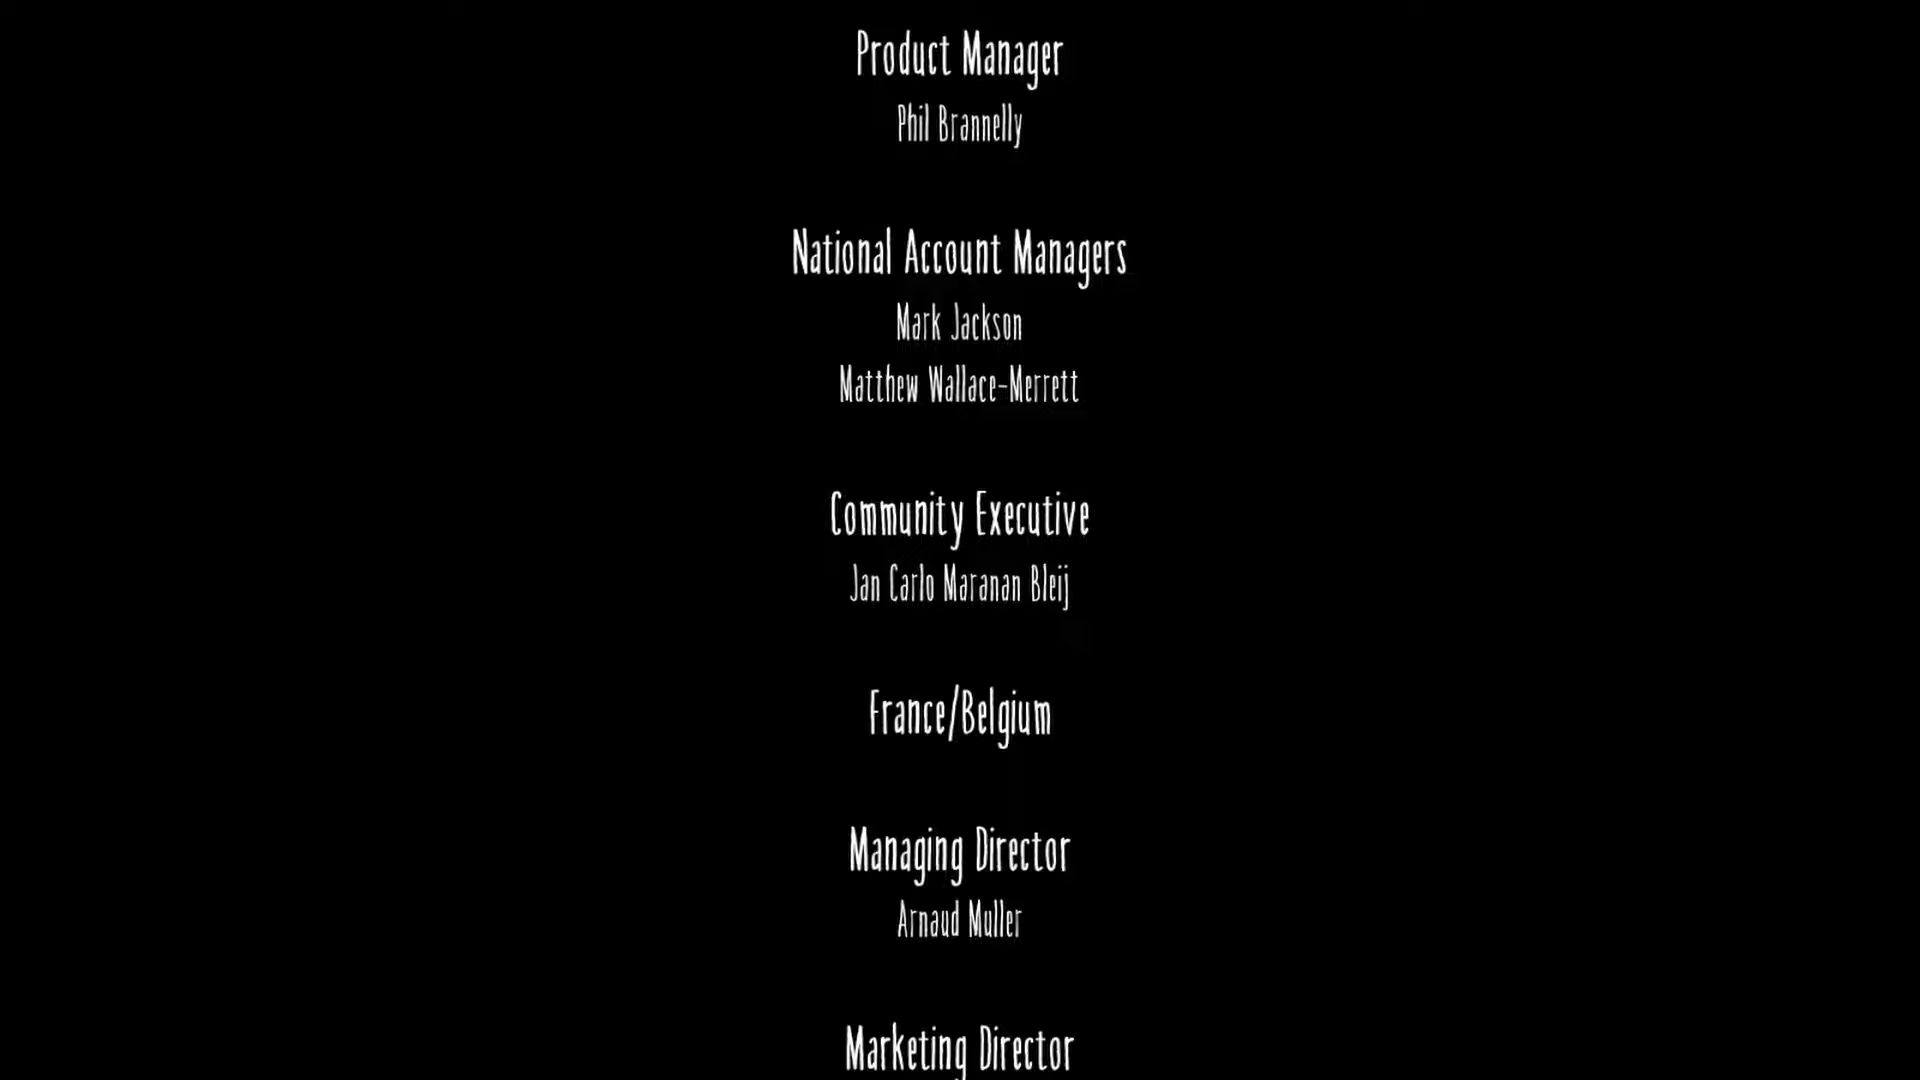 Product Manager
Phil Brannelly
National Account Managers
Mark Jackson
Matthew Wallace-Merrett
Community Executive
Jan Carlo Maranan Bleij
France/Belgium
Managing Director
Arnaud Muller
Marketing Director